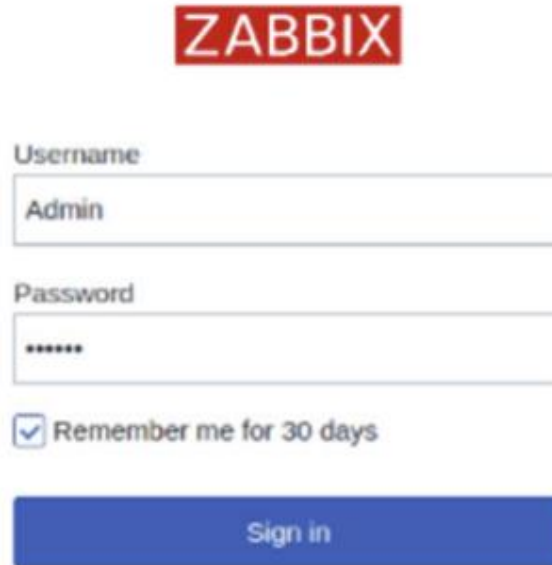 ZABBIX
Username
Admin
Password
••••••
Remember me for 30 days
Sign in